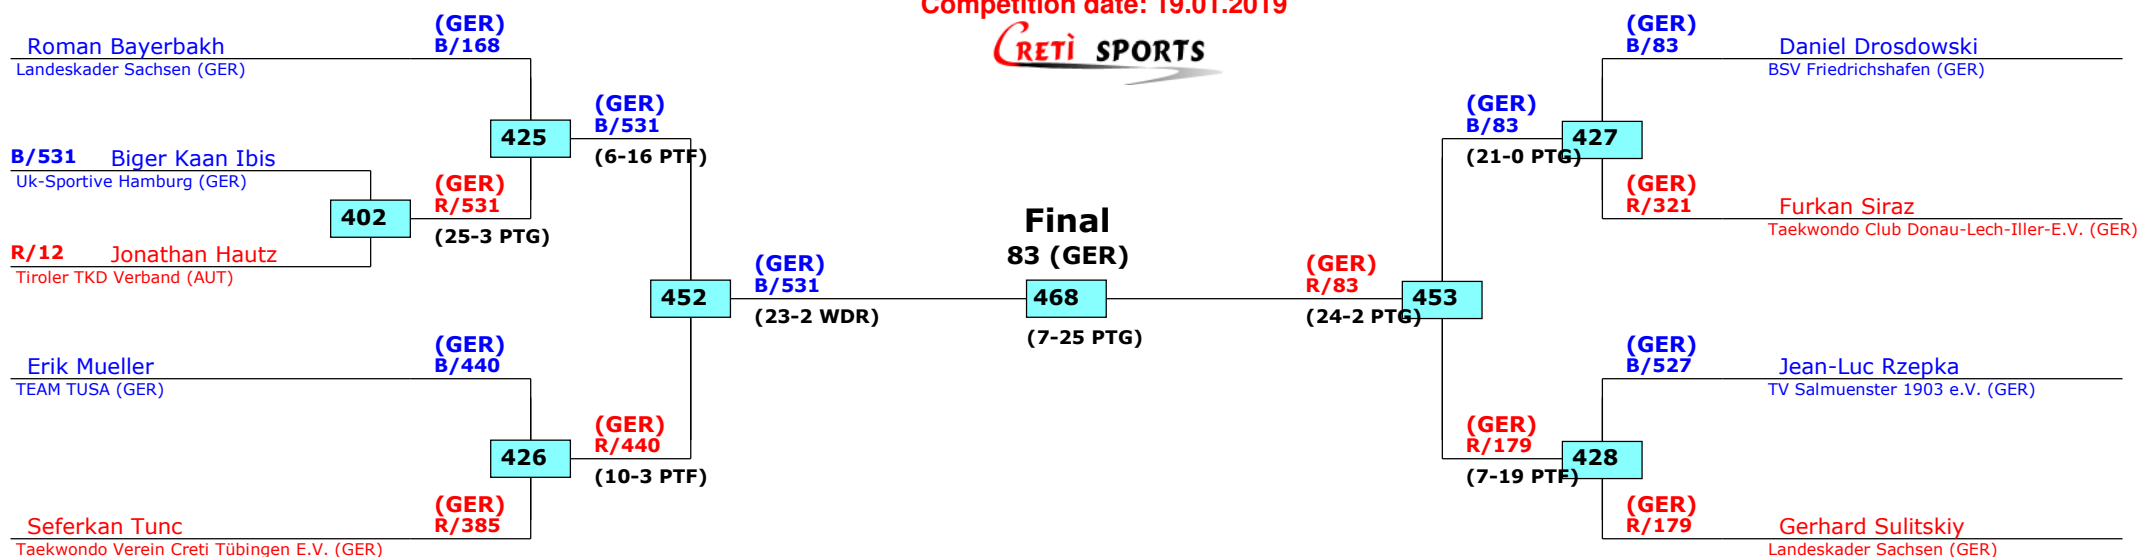 Competition date: 19.01.2019
CRETÌ SPORTS
(GER)
B/168
Roman Bayerbakh
Landeskader Sachsen (GER)
B/531 Biger Kaan Ibis
Uk-Sportive Hamburg (GER)
R/12 Jonathan Hautz
Tiroler TKD Verband (AUT)
402
(GER)
R/531
(25-3 PTG)
425
(GER)
B/531
(6-16 PTF)
(GER)
B/440
Erik Mueller
TEAM TUSA (GER)
(GER)
R/385
Seferkan Tunc
Taekwondo Verein Creti Tübingen E.V. (GER)
426
(GER)
R/440
(10-3 PTF)
452
(GER)
B/531
(23-2 WDR)
Final
83 (GER)
468
(7-25 PTG)
(GER)
R/83
(24-2 PTG)
453
(GER)
B/83
(21-0 PTG)
427
(GER)
B/83
Daniel Drosdowski
BSV Friedrichshafen (GER)
(GER)
R/321
Furkan Siraz
Taekwondo Club Donau-Lech-Iller-E.V. (GER)
(GER)
R/179
(7-19 PTF)
428
(GER)
B/527
Jean-Luc Rzepka
TV Salmuenster 1903 e.V. (GER)
(GER)
R/179
Gerhard Sulitskiy
Landeskader Sachsen (GER)